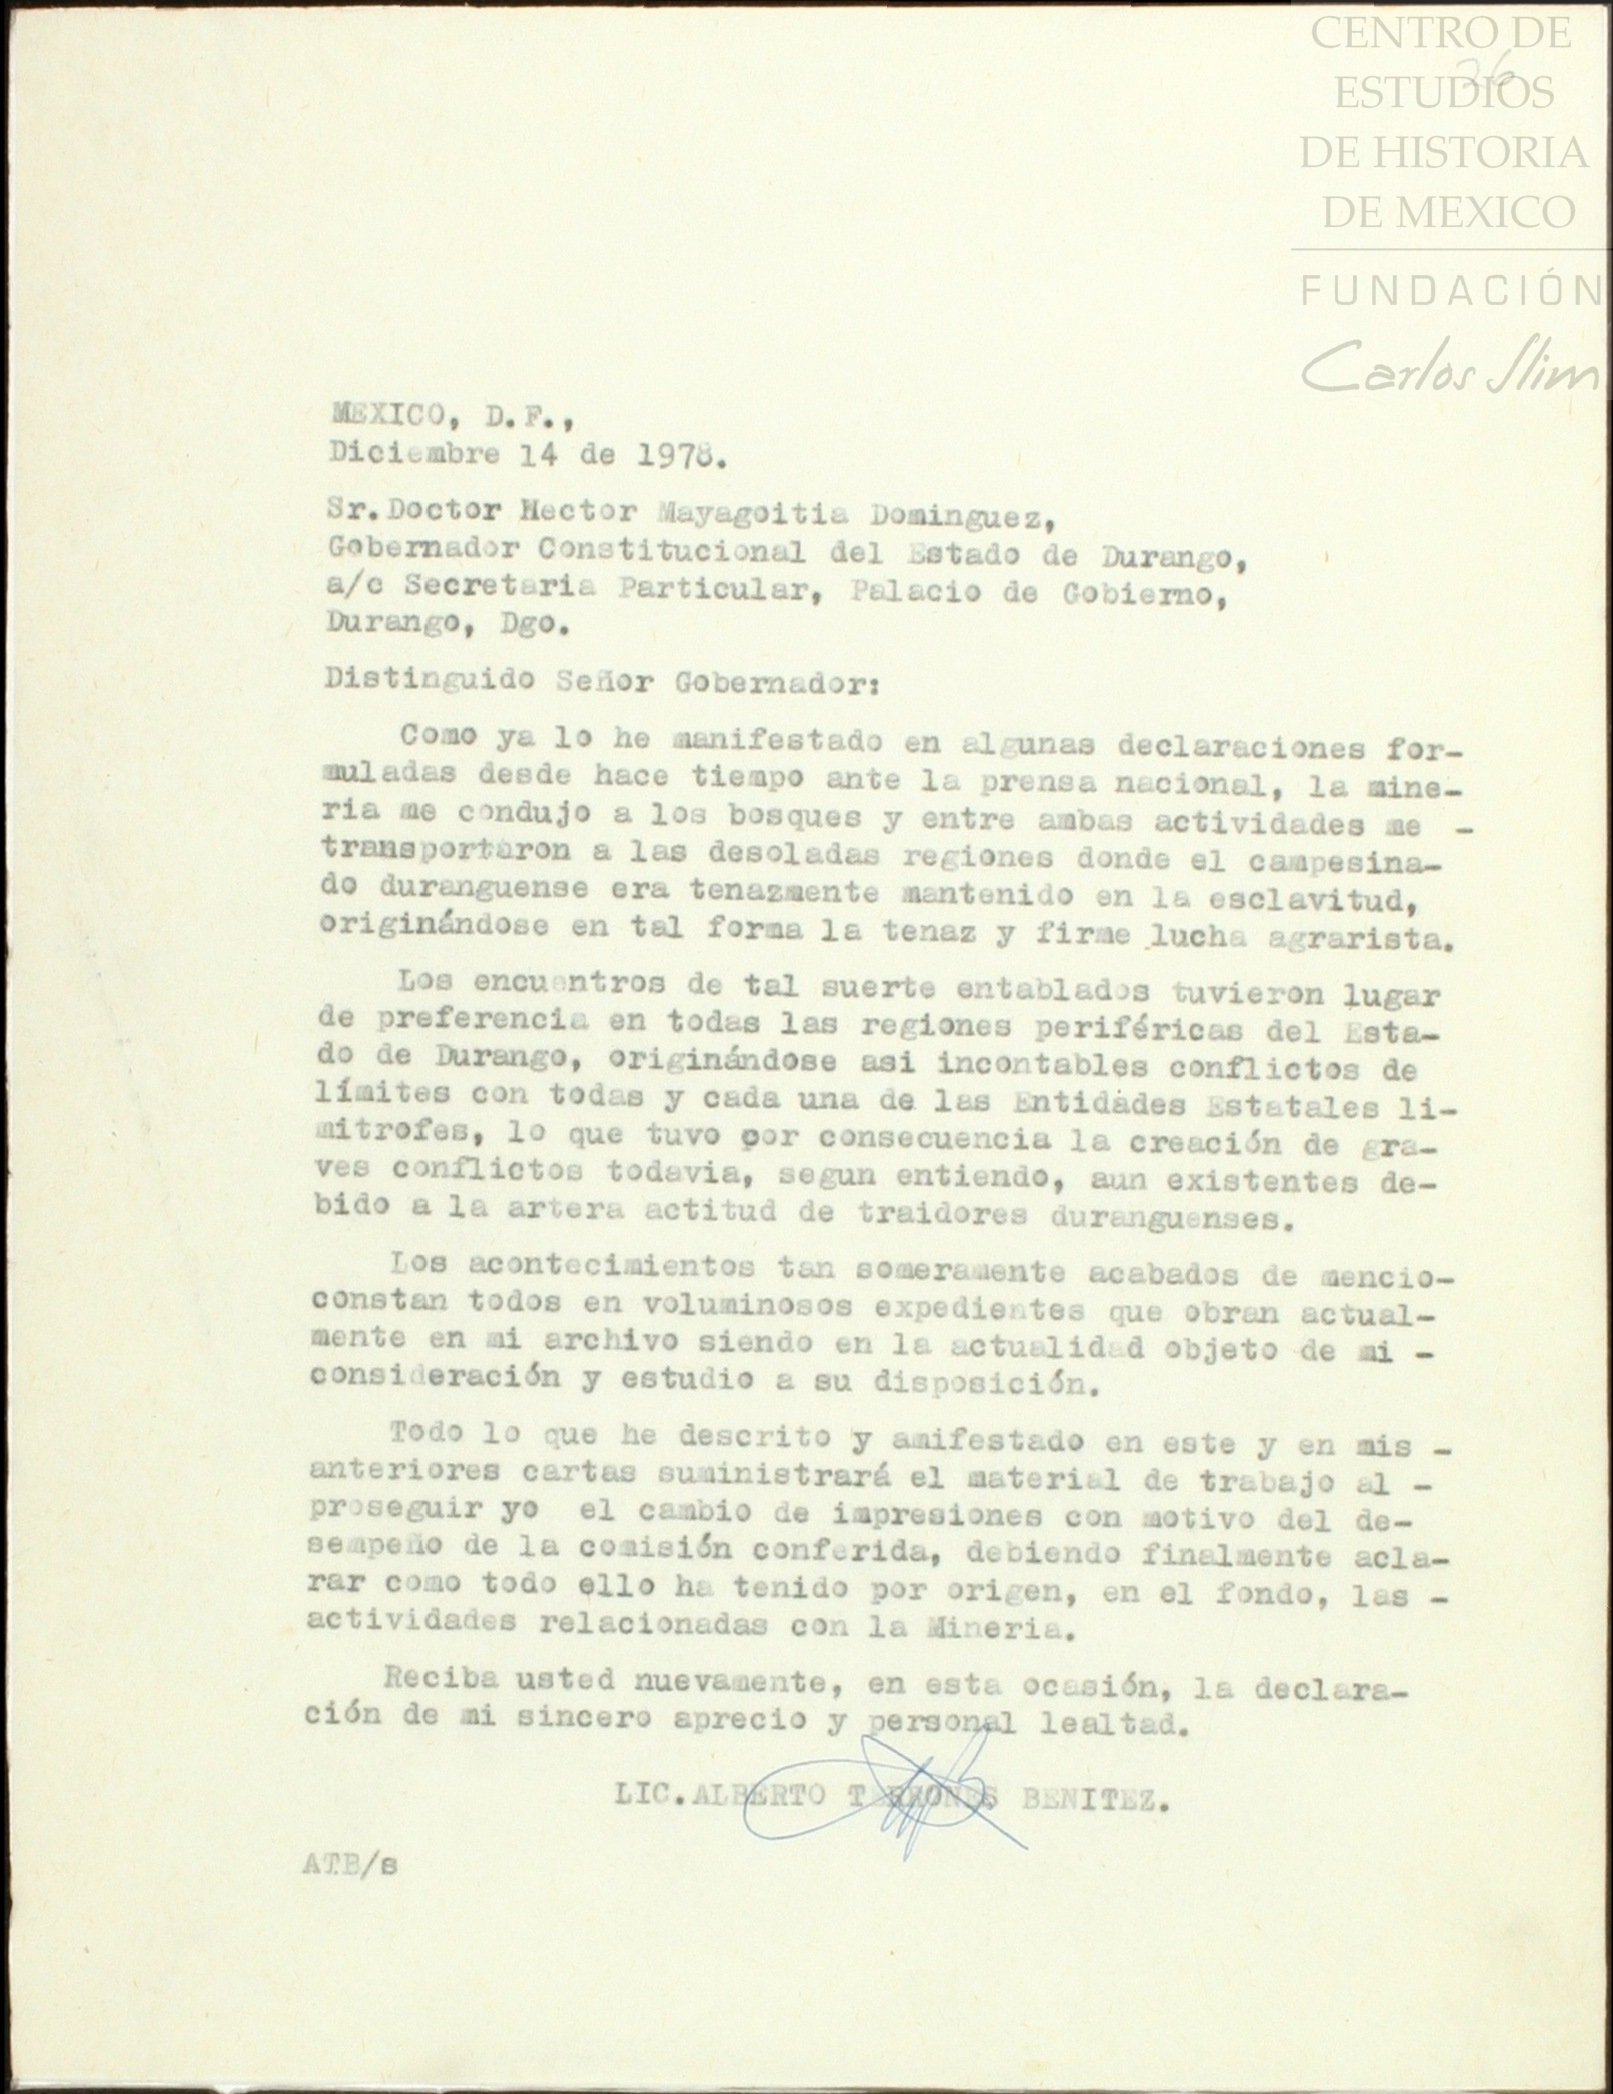 CENTRO DE
ESTUDIOS
DE HISTORIA
DE MEXICO
FUNDACIÓN
Carlos Slim
26
MEXICO, D.F.,
Diciembre 14 de 1978.
Sr.Doctor Hector Mayagoitia Dominguez,
Gobernador Constitucional del Estado de Durango,
a/c Secretaria Particular, Palacio de Gobierno,
Durango, Dgo.
Distinguido Señor Gobernador:
Como ya lo he manifestado en algunas declaraciones for-
muladas desde hace tiempo ante la prensa nacional, la mine-
ria me condujo a los bosques y entre ambas actividades me -
transportaron a las desoladas regiones donde el campesina-
do duranguense era tenazmente mantenido en la esclavitud,
originándose en tal forma la tenaz y firme lucha agrarista.
Los encuentros de tal suerte entablados tuvieron lugar
de preferencia en todas las regiones periféricas del Esta-
do de Durango, originándose asi incontables conflictos de
límites con todas y cada una de las Entidades Estatales li-
mitrofes, lo que tuvo por consecuencia la creación de gra-
ves conflictos todavia, segun entiendo, aun existentes de-
bido a la artera actitud de traidores duranguenses.
Los acontecimientos tan someramente acabados de mencio-
constan todos en voluminosos expedientes que obran actual-
mente en mi archivo siendo en la actualidad objeto de mi -
consideración y estudio a su disposición.
Todo lo que he descrito y amifestado en este y en mis -
anteriores cartas suministrará el material de trabajo al -
proseguir yo el cambio de impresiones con motivo del de-
sempeño de la comisión conferida, debiendo finalmente acla-
rar como todo ello ha tenido por origen, en el fondo, las -
actividades relacionadas con la Mineria.
Reciba usted nuevamente, en esta ocasión, la declara-
ción de mi sincero aprecio y personal lealtad.
LIC.ALBERTO TERRONES BENITEZ.
ATB/s